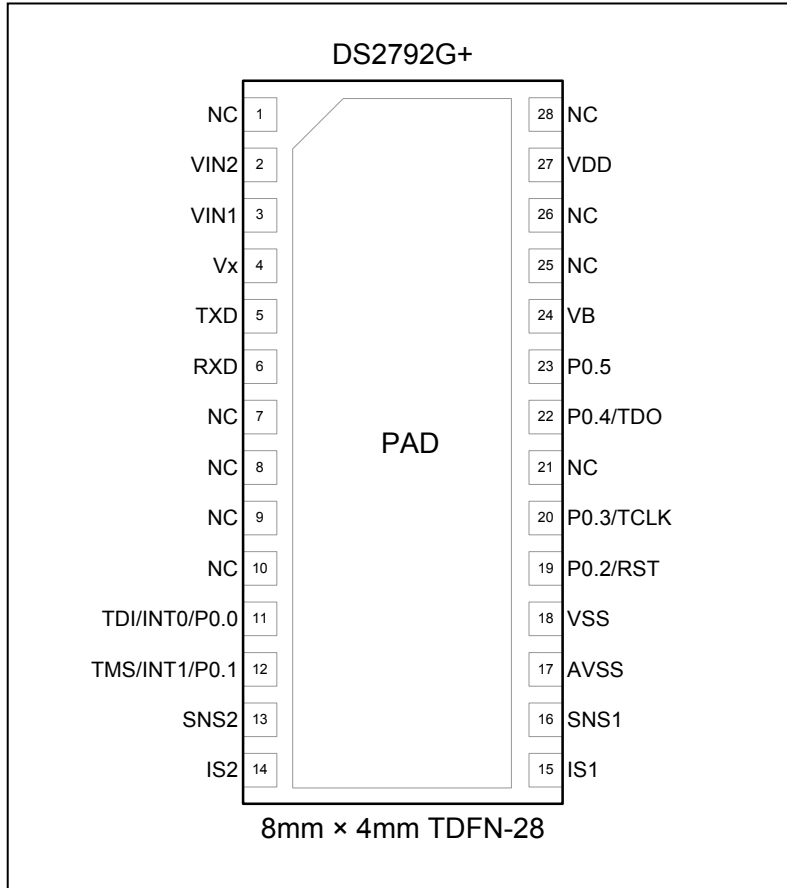 DS2792G+
NC 1 28 NC
VIN2 2 27 VDD
VIN1 3 26 NC
Vx 4 25 NC
TXD 5 24 VB
RXD 6 23 P0.5
NC 7 22 P0.4/TDO
PAD
NC 8 21 NC
NC 9 20 P0.3/TCLK
NC 10 19 P0.2/RST
TDI/INT0/P0.0 11 18 VSS
TMS/INT1/P0.1 12 17 AVSS
SNS2 13 16 SNS1
IS2 14 15 IS1
8mm × 4mm TDFN-28